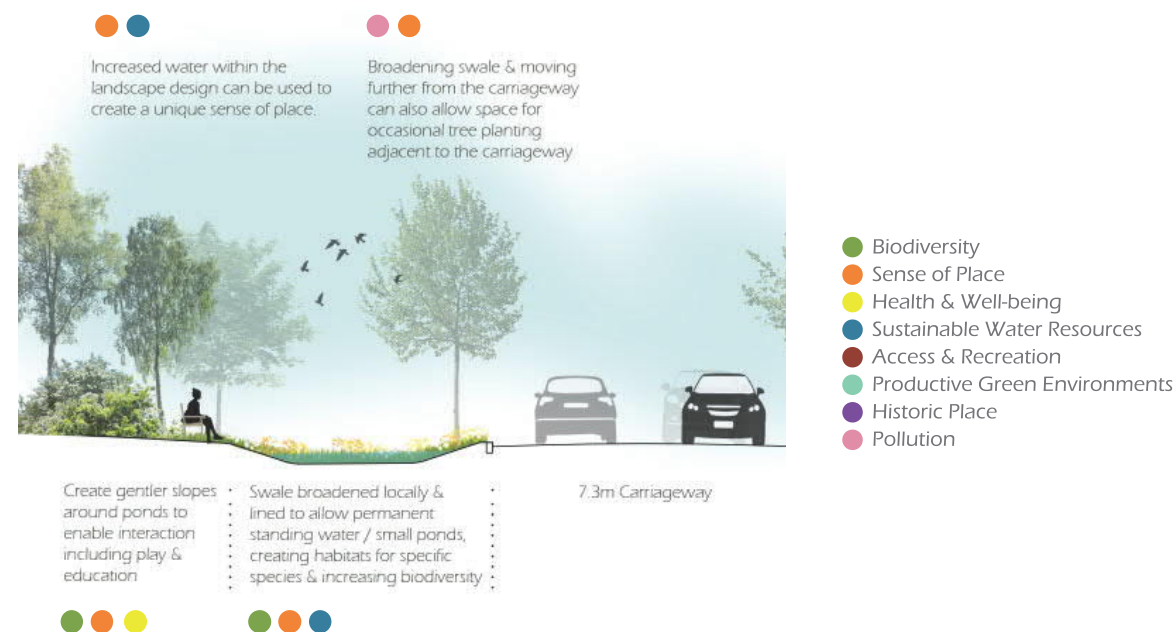 Increased water within the
landscape design can be used to
create a unique sense of place.
Broadening swale & moving
further from the carriageway
can also allow space for
occasional tree planting
adjacent to the carriageway
Biodiversity
Sense of Place
Health & Well-being
Sustainable Water Resources
Access & Recreation
Productive Green Environments
Historic Place
Pollution
Create gentler slopes
around ponds to
enable interaction
including play &
education
Swale broadened locally &
lined to allow permanent
standing water / small ponds,
creating habitats for specific
species & increasing biodiversity
7.3m Carriageway